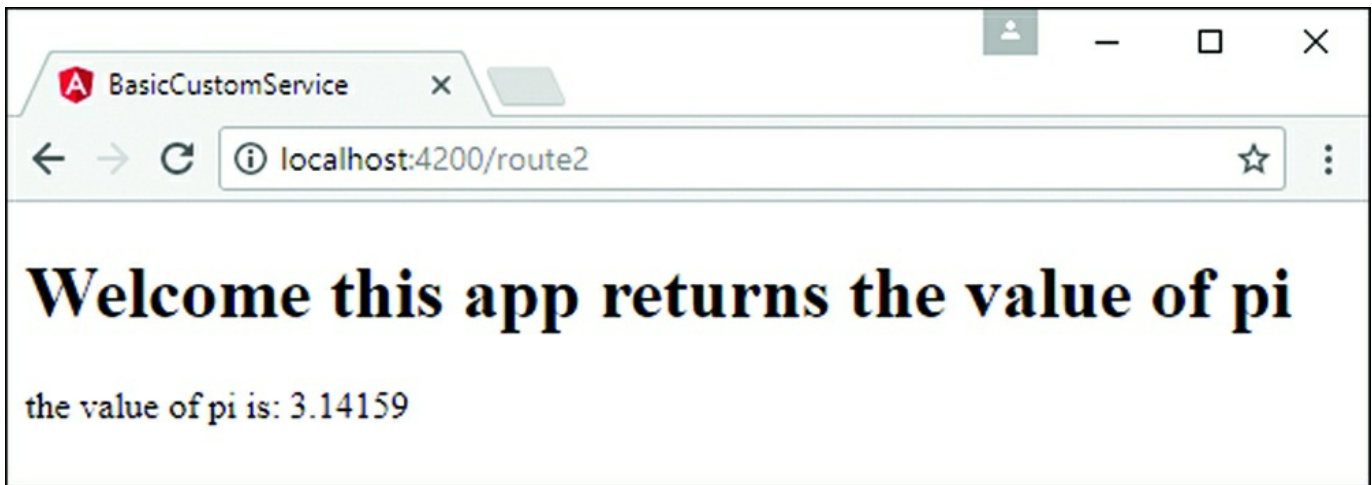 BasicCustomService
localhost:4200/route2
Welcome this app returns the value of pi
the value of pi is: 3.14159